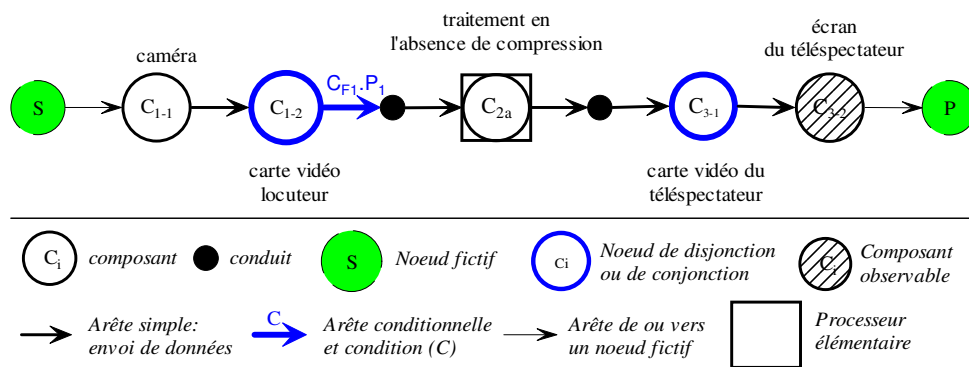 traitement en
l'absence de compression
écran
du téléspectateur
caméra
S
C1-1
C1-2
CF1.P1
C2a
C3-1
C3-2
P
carte vidéo
locuteur
carte vidéo du
téléspectateur
Ci
composant
conduit
S
Noeud fictif
Ci
Noeud de disjonction
ou de conjonction
Ci
Composant
observable
Arête simple:
envoi de données
C
Arête conditionnelle
et condition (C)
Arête de ou vers
un noeud fictif
Processeur
élémentaire